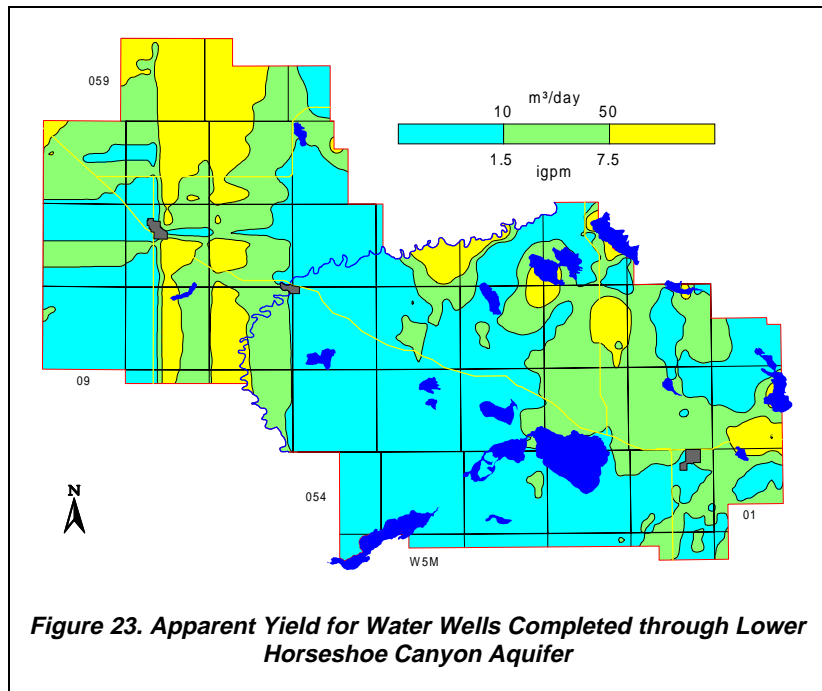 059
m³/day
10 50
1.5 7.5
igpm
09
054
N
01
W5M
Figure 23. Apparent Yield for Water Wells Completed through Lower
Horseshoe Canyon Aquifer